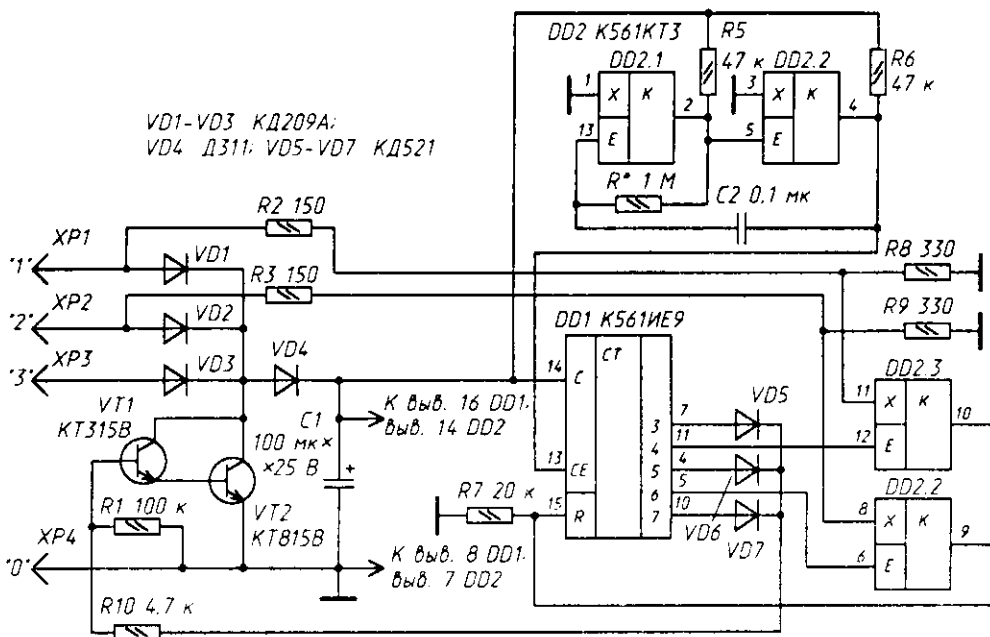 DD2 К561КТ3
R5
47 к
DD2.1
DD2.2
R6
47 к
1
X
K
2
13
E
3
X
K
4
5
E
VD1-VD3 КД209А;
VD4 Д311; VD5-VD7 КД521
R* 1 М
C2 0,1 мк
R2 150
XP1
"1"
VD1
R3 150
R8 330
XP2
"2"
VD2
R9 330
DD1 К561ИЕ9
XP3
"3"
VD3
VD4
14
C
CT
DD2.3
11
X
K
10
12
E
VT1
КТ315В
C1
100 мк×
×25 В
+
К выв. 16 DD1,
выв. 14 DD2
3
7
VD5
4
11
5
4
6
5
7
10
VD6
VD7
13
CE
15
R
R7 20 к
DD2.2
8
X
K
9
6
E
R1 100 к
VT2
КТ815В
XP4
"0"
К выв. 8 DD1,
выв. 7 DD2
R10 4,7 к